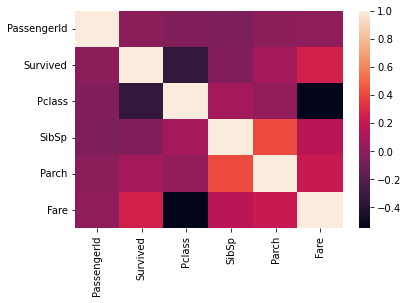 PassengerId
Survived
Pclass
SibSp
Parch
Fare
PassengerId
Survived
Pclass
SibSp
Parch
Fare
1.0
0.8
0.6
0.4
0.2
0.0
−0.2
−0.4